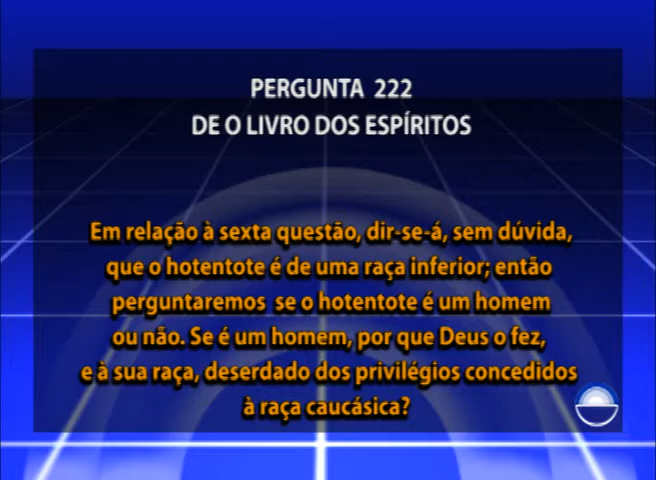 PERGUNTA 222
DE O LIVRO DOS ESPÍRITOS
Em relação à sexta questão, dir-se-á, sem dúvida,
que o hotentote é de uma raça inferior; então
perguntaremos se o hotentote é um homem
ou não. Se é um homem, por que Deus o fez,
e à sua raça, deserdado dos privilégios concedidos
à raça caucásica?